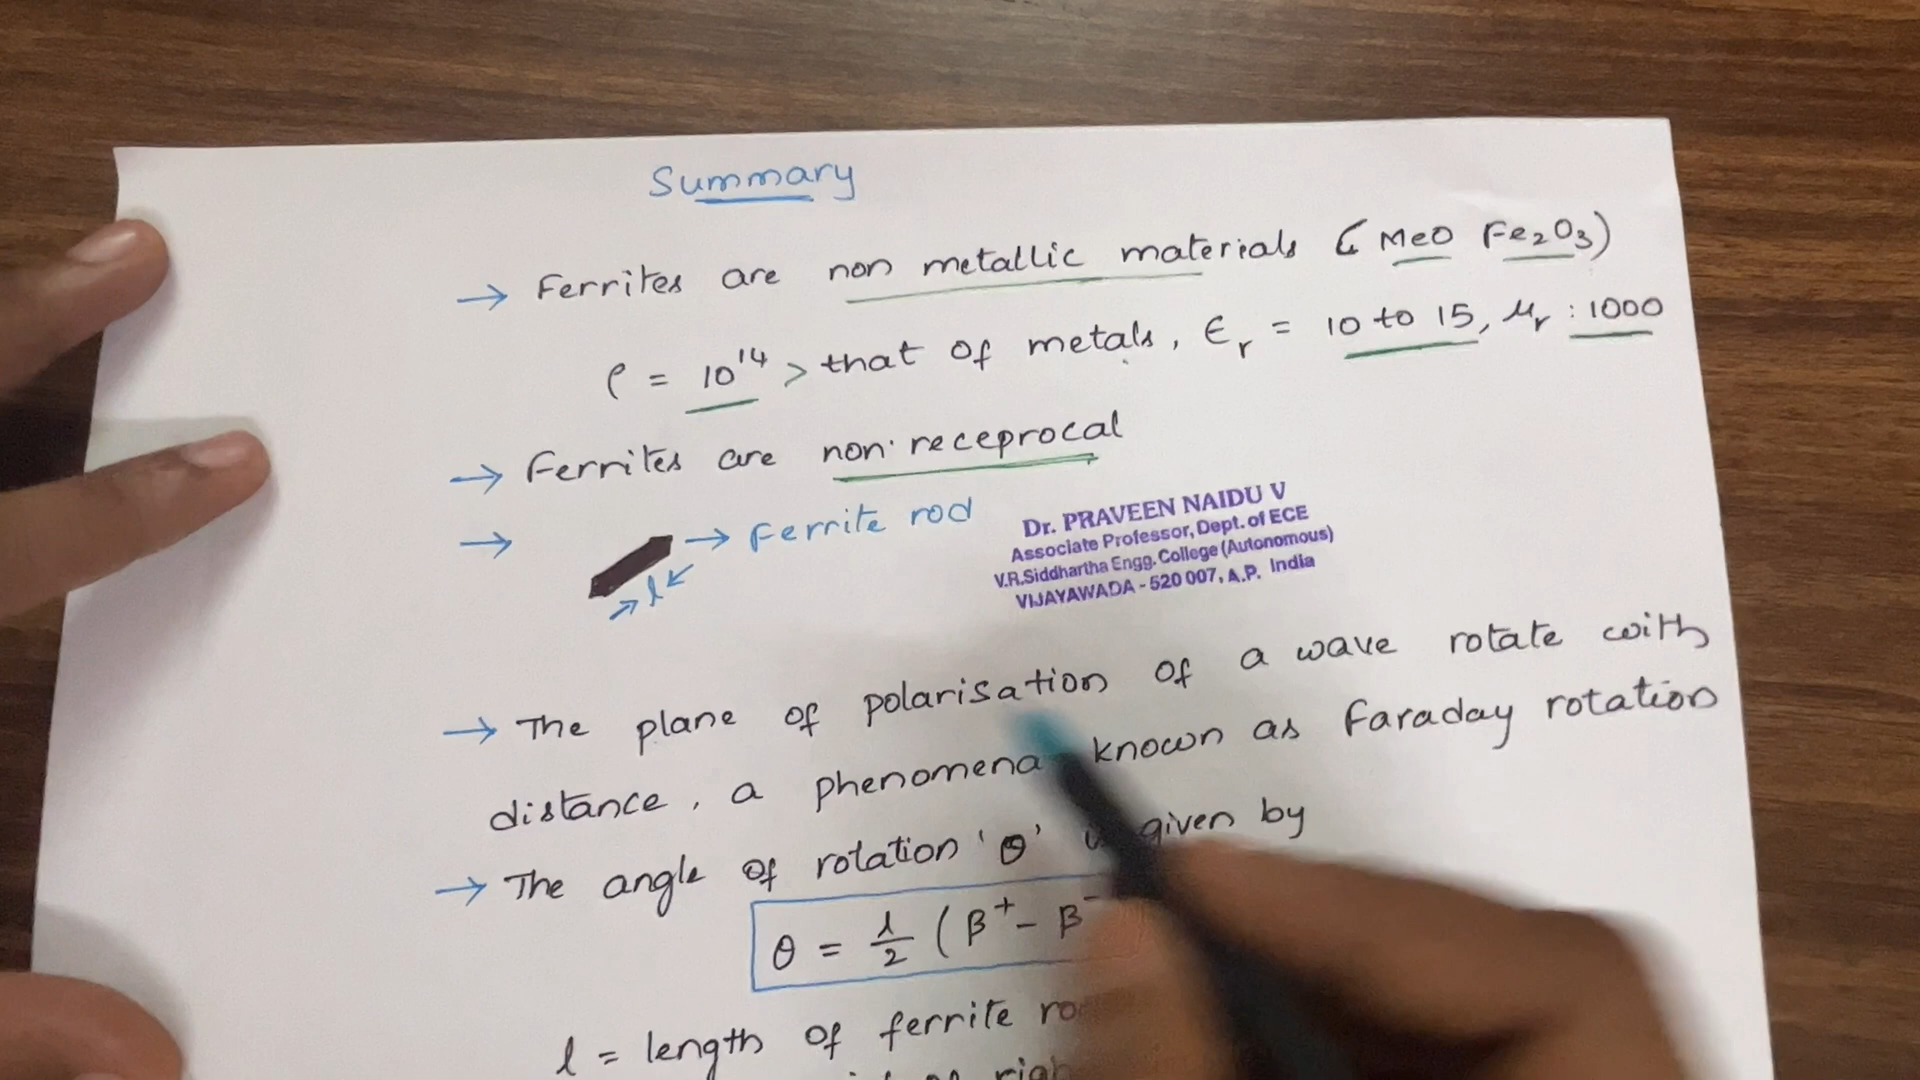 Summary
→ Ferrites are non metallic materials (MeO Fe₂O₃)
ρ = 10¹⁴ > that of metals, ϵᵣ = 10 to 15, μᵣ : 1000
→ Ferrites are non-receprocal
→ → Ferrite rod
l
Dr. PRAVEEN NAIDU V
Associate Professor, Dept. of ECE
V.R.Siddhartha Engg. College (Autonomous)
VIJAYAWADA - 520 007, A.P. India
→ The plane of polarisation of a wave rotate with
distance, a phenomena known as Faraday rotation
→ The angle of rotation 'θ' given by
θ = l/2 (β⁺ - β⁻
l = length of ferrite